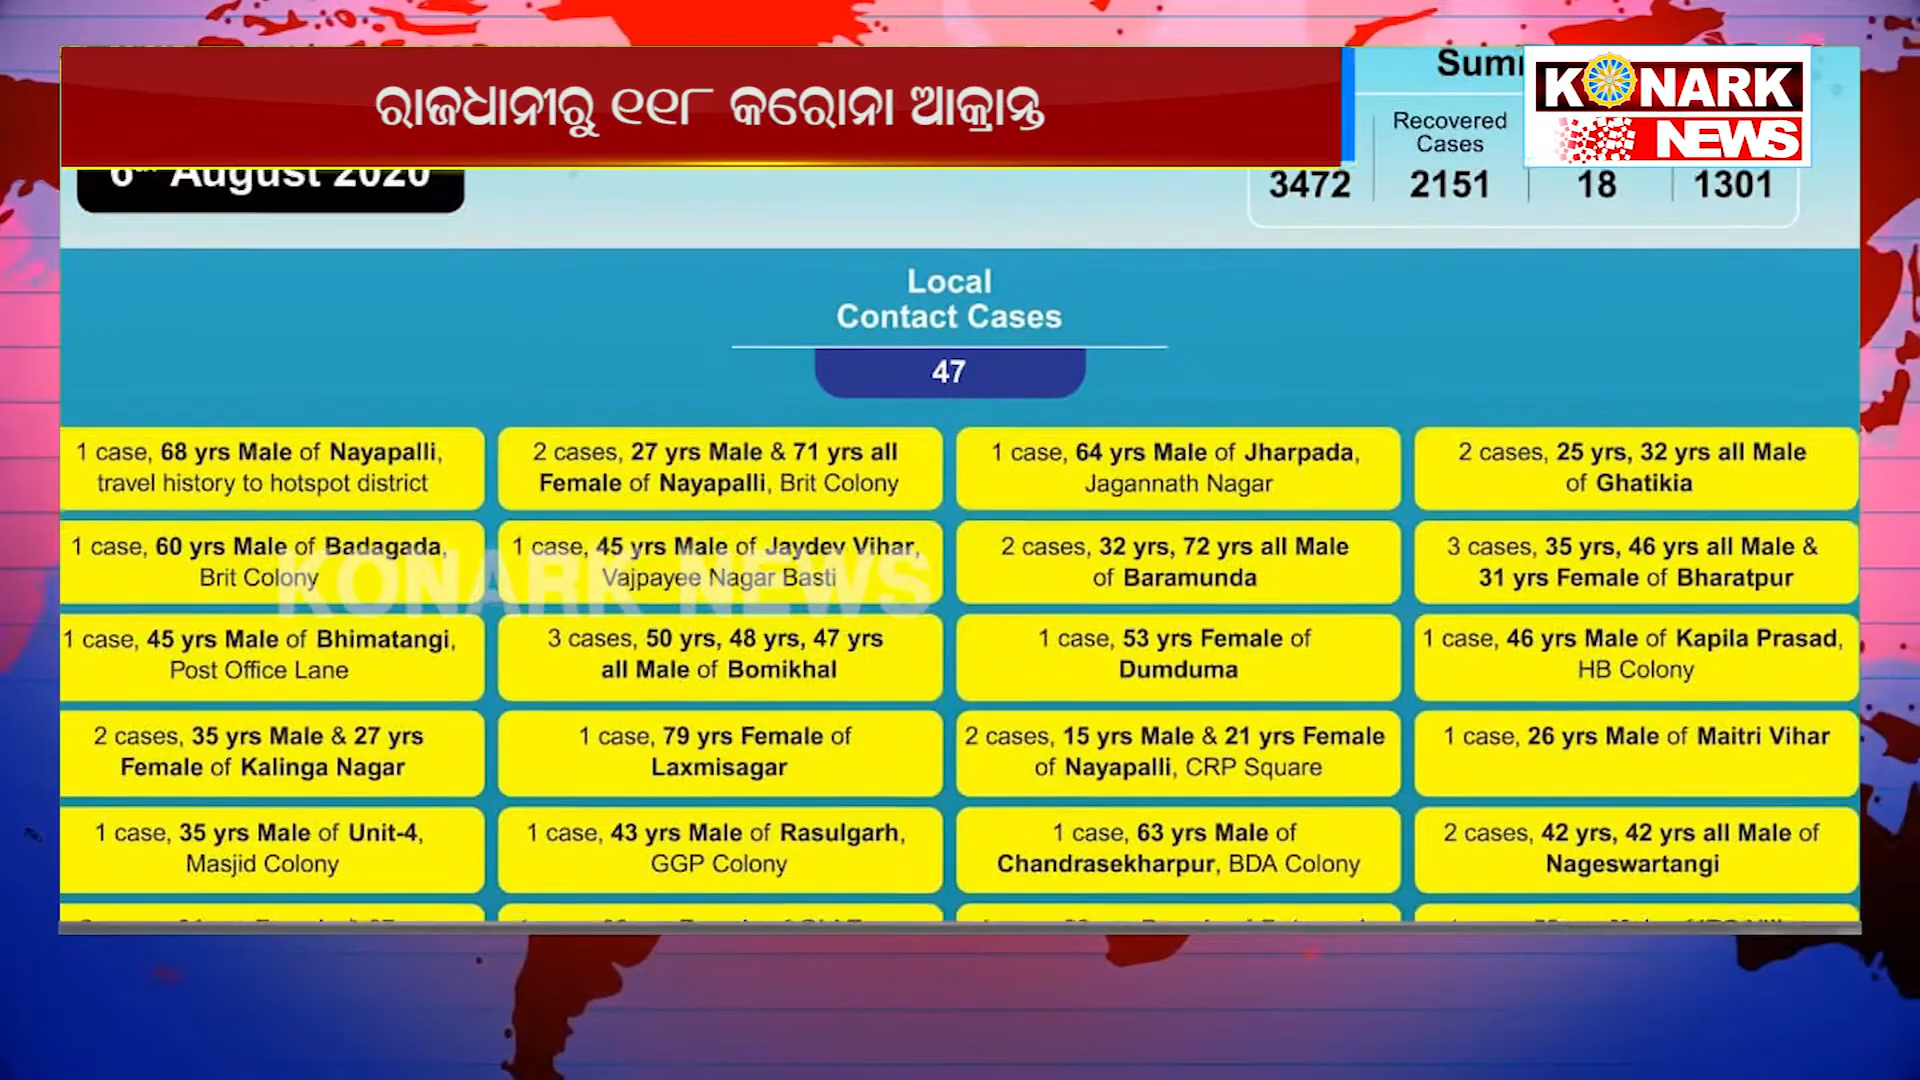 ରାଜଧାନୀରୁ ୧୧୮ କରୋନା ଆକ୍ରାନ୍ତ
KONARK
NEWS
6th August 2020
Recovered
Cases
3472
2151
18
1301
Local
Contact Cases
47
1 case, 68 yrs Male of Nayapalli,
travel history to hotspot district
2 cases, 27 yrs Male & 71 yrs all
Female of Nayapalli, Brit Colony
1 case, 64 yrs Male of Jharpada,
Jagannath Nagar
2 cases, 25 yrs, 32 yrs all Male
of Ghatikia
1 case, 60 yrs Male of Badagada,
Brit Colony
1 case, 45 yrs Male of Jaydev Vihar,
Vajpayee Nagar Basti
2 cases, 32 yrs, 72 yrs all Male
of Baramunda
3 cases, 35 yrs, 46 yrs all Male &
31 yrs Female of Bharatpur
KONARK NEWS
1 case, 45 yrs Male of Bhimatangi,
Post Office Lane
3 cases, 50 yrs, 48 yrs, 47 yrs
all Male of Bomikhal
1 case, 53 yrs Female of
Dumduma
1 case, 46 yrs Male of Kapila Prasad,
HB Colony
2 cases, 35 yrs Male & 27 yrs
Female of Kalinga Nagar
1 case, 79 yrs Female of
Laxmisagar
2 cases, 15 yrs Male & 21 yrs Female
of Nayapalli, CRP Square
1 case, 26 yrs Male of Maitri Vihar
1 case, 35 yrs Male of Unit-4,
Masjid Colony
1 case, 43 yrs Male of Rasulgarh,
GGP Colony
1 case, 63 yrs Male of
Chandrasekharpur, BDA Colony
2 cases, 42 yrs, 42 yrs all Male of
Nageswartangi